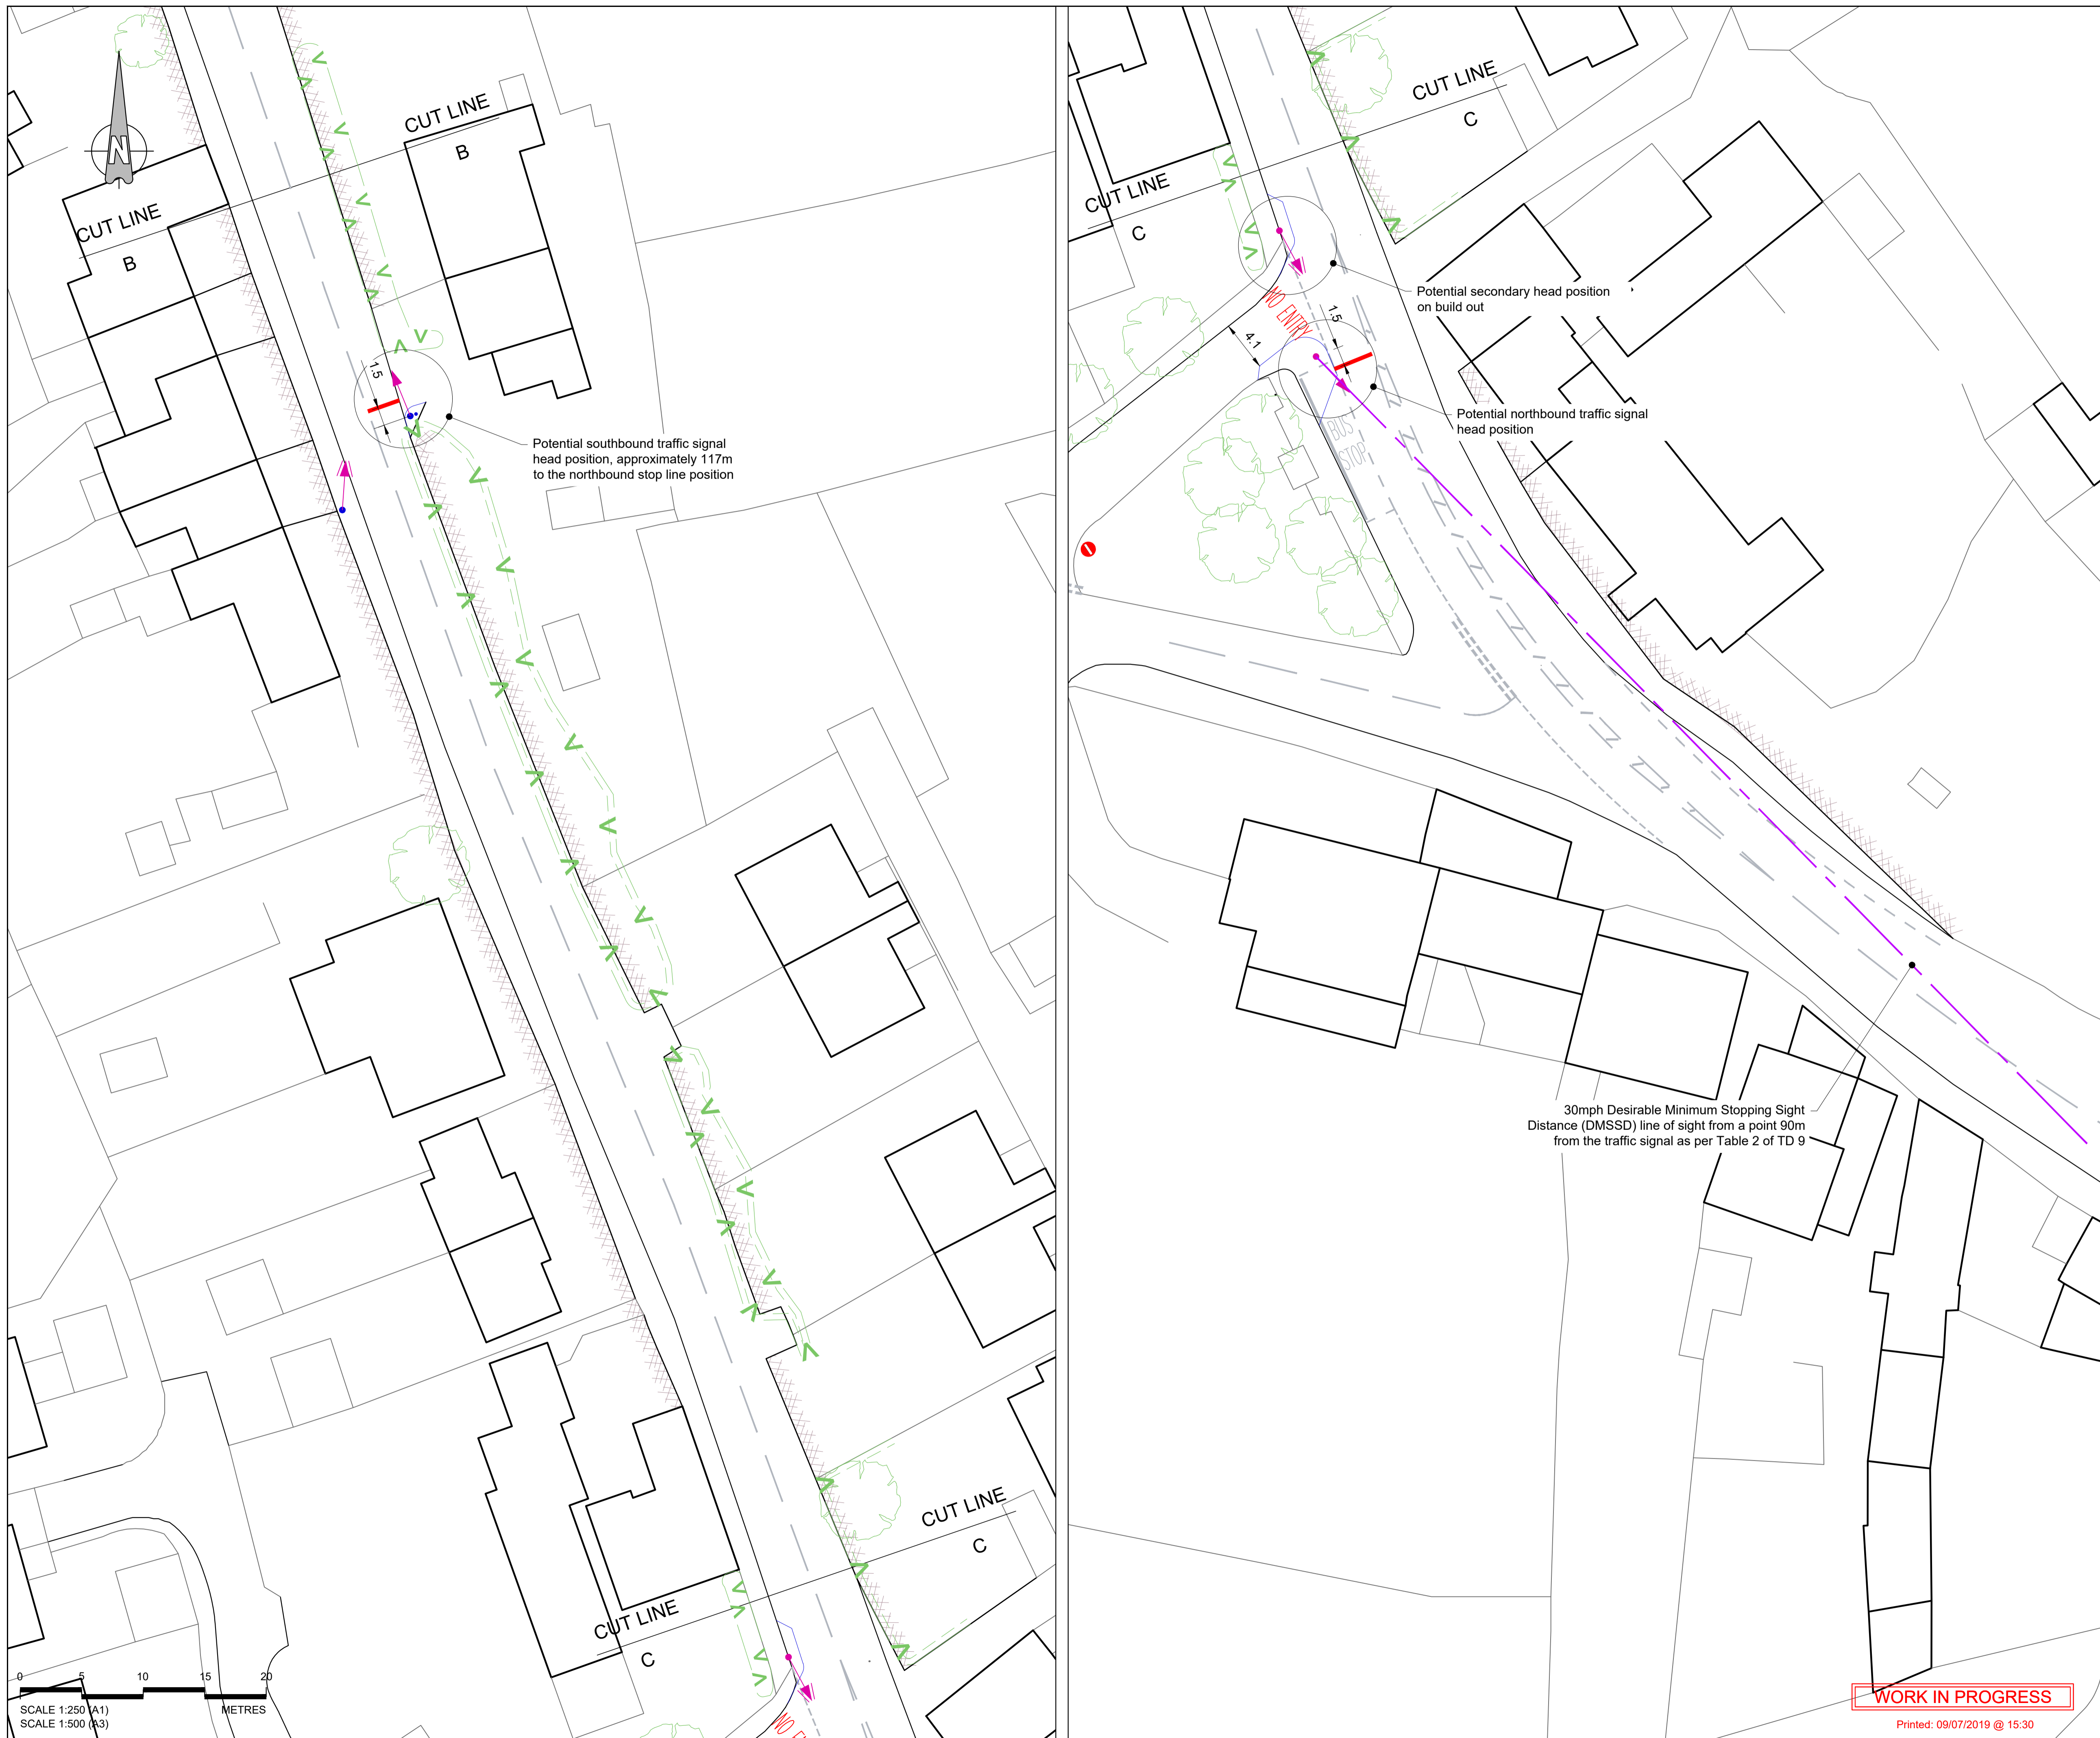 CUT LINE
B
N
CUT LINE
B
1.5
Potential southbound traffic signal
head position, approximately 117m
to the northbound stop line position
CUT LINE
C
CUT LINE
C
0 5 10 15 20
SCALE 1:250 (A1) METRES
SCALE 1:500 (A3)
CUT LINE
C
CUT LINE
C
Potential secondary head position
on build out
NO ENTRY
1.5
4.1
Potential northbound traffic signal
head position
BUS
STOP
30mph Desirable Minimum Stopping Sight
Distance (DMSSD) line of sight from a point 90m
from the traffic signal as per Table 2 of TD 9
WORK IN PROGRESS
Printed: 09/07/2019 @ 15:30